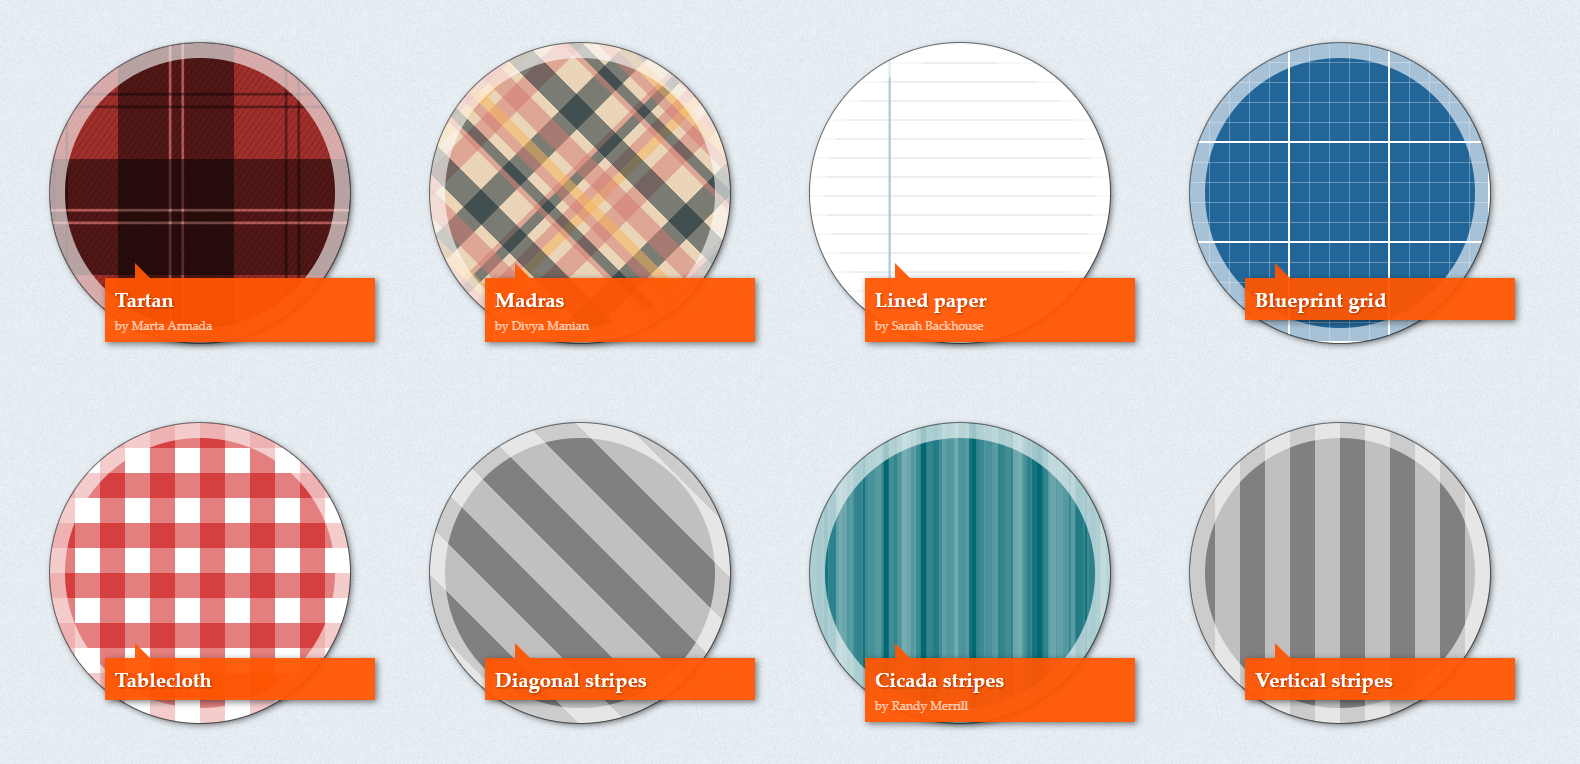 Tartan
by Marta Armada
Madras
by Divya Manian
Lined paper
by Sarah Backhouse
Blueprint grid
Tablecloth
Diagonal stripes
Cicada stripes
by Randy Merrill
Vertical stripes